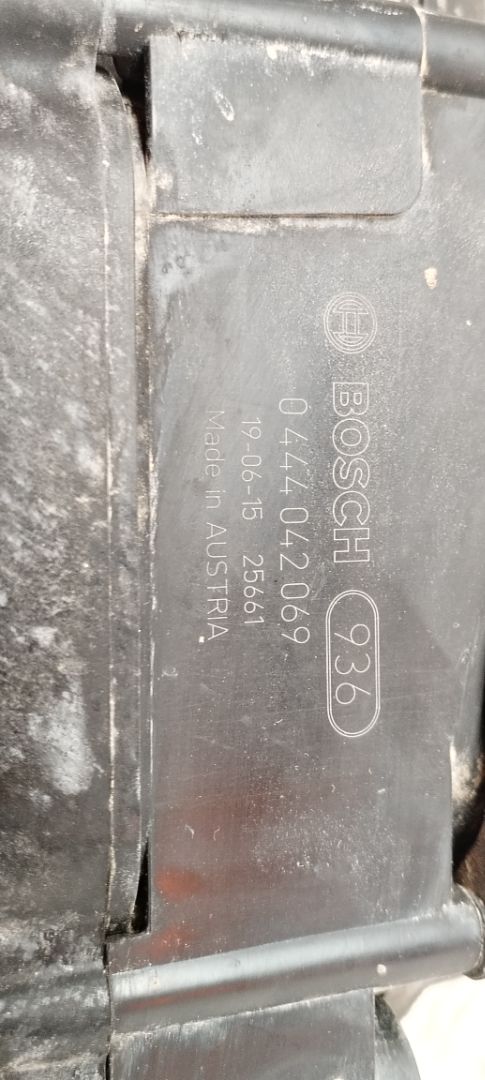 BOSCH 936
0 444 042 069
19-06-15 25661
Made in AUSTRIA